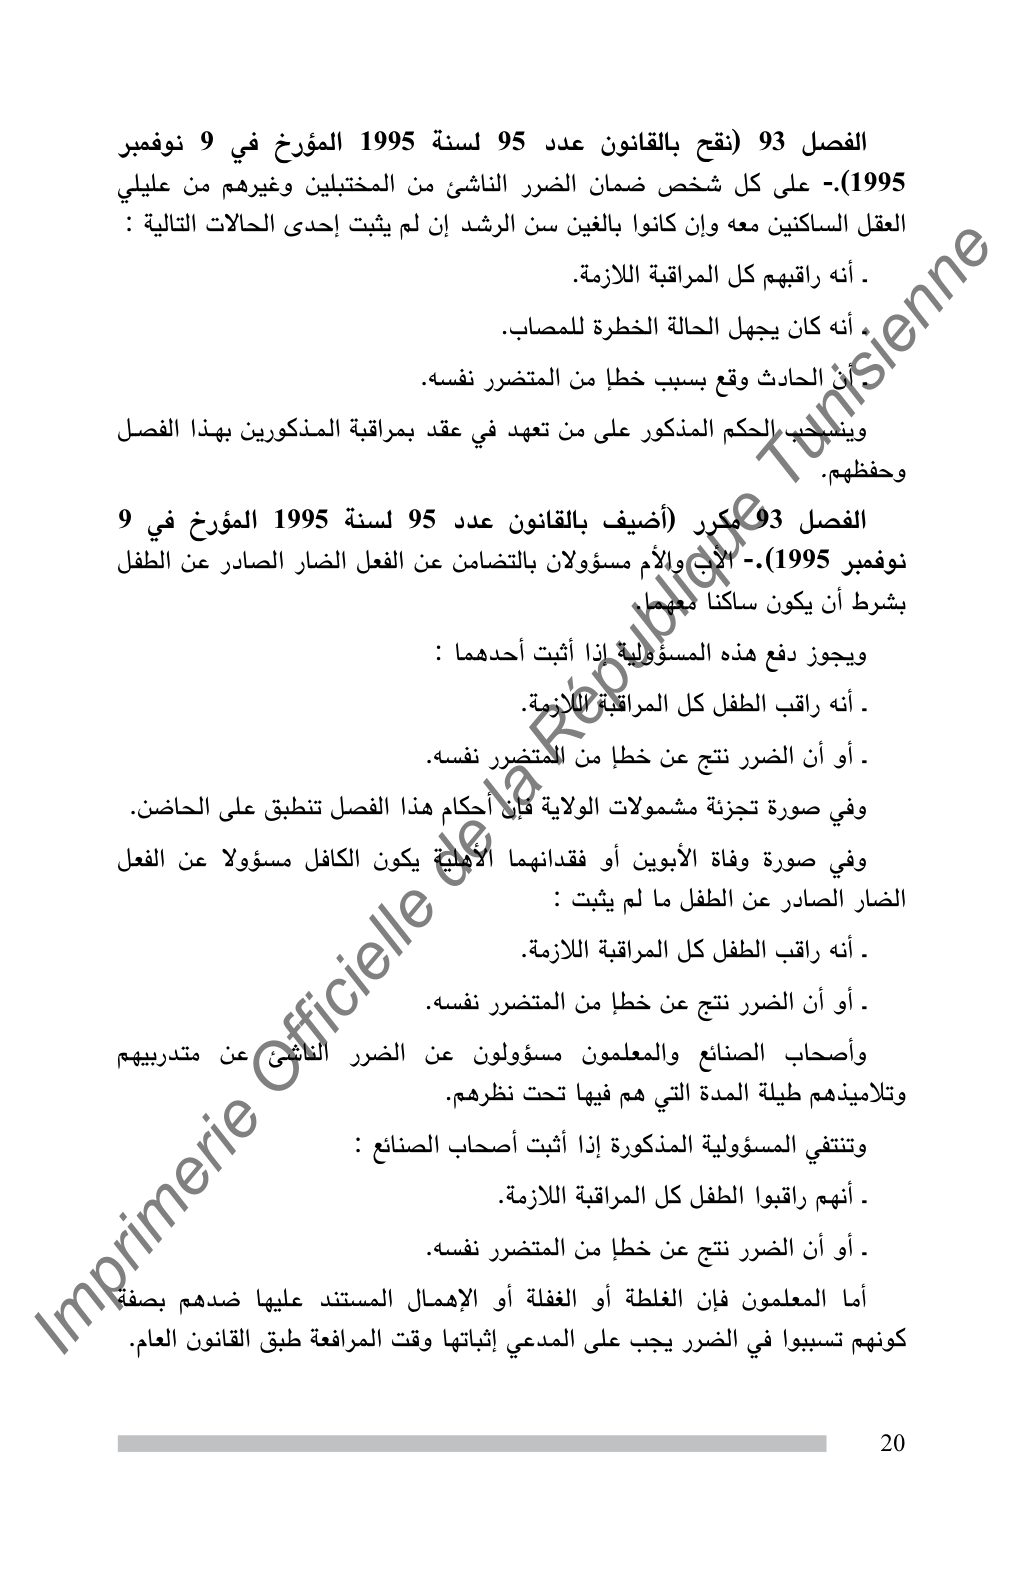 الفصل 93 (نقح بالقانون عدد 95 لسنة 1995 المؤرخ في 9 نوفمبر
1995).- على كل شخص ضمان الضرر الناشئ من المختبلين وغيرهم من عليلي
العقل الساكنين معه وإن كانوا بالغين سن الرشد إن لم يثبت إحدى الحالات التالية :
ـ أنه راقبهم كل المراقبة اللازمة.
ـ أنه كان يجهل الحالة الخطرة للمصاب.
ـ أن الحادث وقع بسبب خطإ من المتضرر نفسه.
وينسحب الحكم المذكور على من تعهد في عقد بمراقبة المذكورين بهذا الفصل
وحفظهم.
الفصل 93 مكرر (أضيف بالقانون عدد 95 لسنة 1995 المؤرخ في 9
نوفمبر 1995).- الأب والأم مسؤولان بالتضامن عن الفعل الضار الصادر عن الطفل
بشرط أن يكون ساكنا معهما.
ويجوز دفع هذه المسؤولية إذا أثبت أحدهما :
ـ أنه راقب الطفل كل المراقبة اللازمة.
ـ أو أن الضرر نتج عن خطإ من المتضرر نفسه.
وفي صورة تجزئة مشمولات الولاية فإن أحكام هذا الفصل تنطبق على الحاضن.
وفي صورة وفاة الأبوين أو فقدانهما الأهلية يكون الكافل مسؤولا عن الفعل
الضار الصادر عن الطفل ما لم يثبت :
ـ أنه راقب الطفل كل المراقبة اللازمة.
ـ أو أن الضرر نتج عن خطإ من المتضرر نفسه.
وأصحاب الصنائع والمعلمون مسؤولون عن الضرر الناشئ عن متدربيهم
وتلاميذهم طيلة المدة التي هم فيها تحت نظرهم.
وتنتفي المسؤولية المذكورة إذا أثبت أصحاب الصنائع :
ـ أنهم راقبوا الطفل كل المراقبة اللازمة.
ـ أو أن الضرر نتج عن خطإ من المتضرر نفسه.
أما المعلمون فإن الغلطة أو الغفلة أو الإهمال المستند عليها ضدهم بصفة
كونهم تسببوا في الضرر يجب على المدعي إثباتها وقت المرافعة طبق القانون العام.
20
Imprimerie Officielle de la République Tunisienne